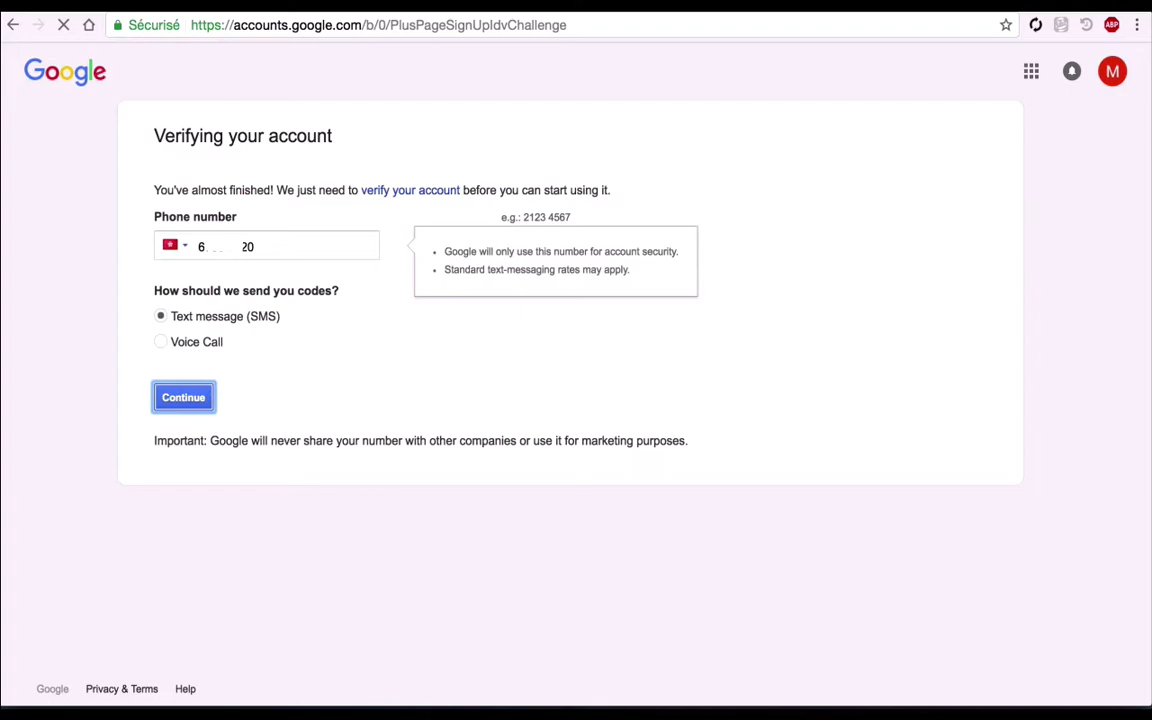 Sécurisé https://accounts.google.com/b/0/PlusPageSignUpIdvChallenge
ABP
Google
M
Verifying your account
You've almost finished! We just need to verify your account before you can start using it.
Phone number
e.g.: 2123 4567
6 20
Google will only use this number for account security.
Standard text-messaging rates may apply.
How should we send you codes?
Text message (SMS)
Voice Call
Continue
Important: Google will never share your number with other companies or use it for marketing purposes.
Google Privacy & Terms Help